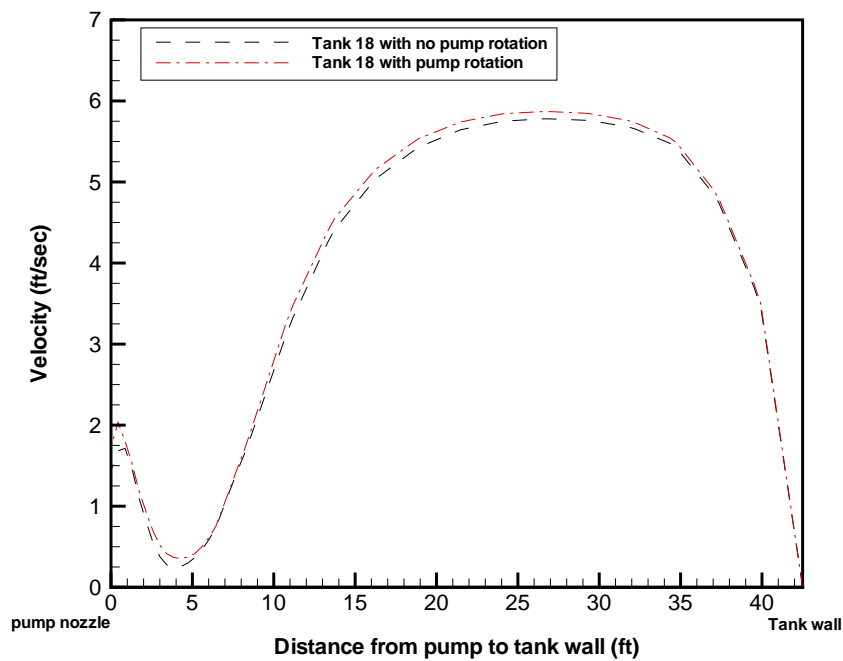 7
6
5
4
3
2
1
0
Velocity (ft/sec)
Tank 18 with no pump rotation
Tank 18 with pump rotation
0 5 10 15 20 25 30 35 40
pump nozzle Tank wall
Distance from pump to tank wall (ft)